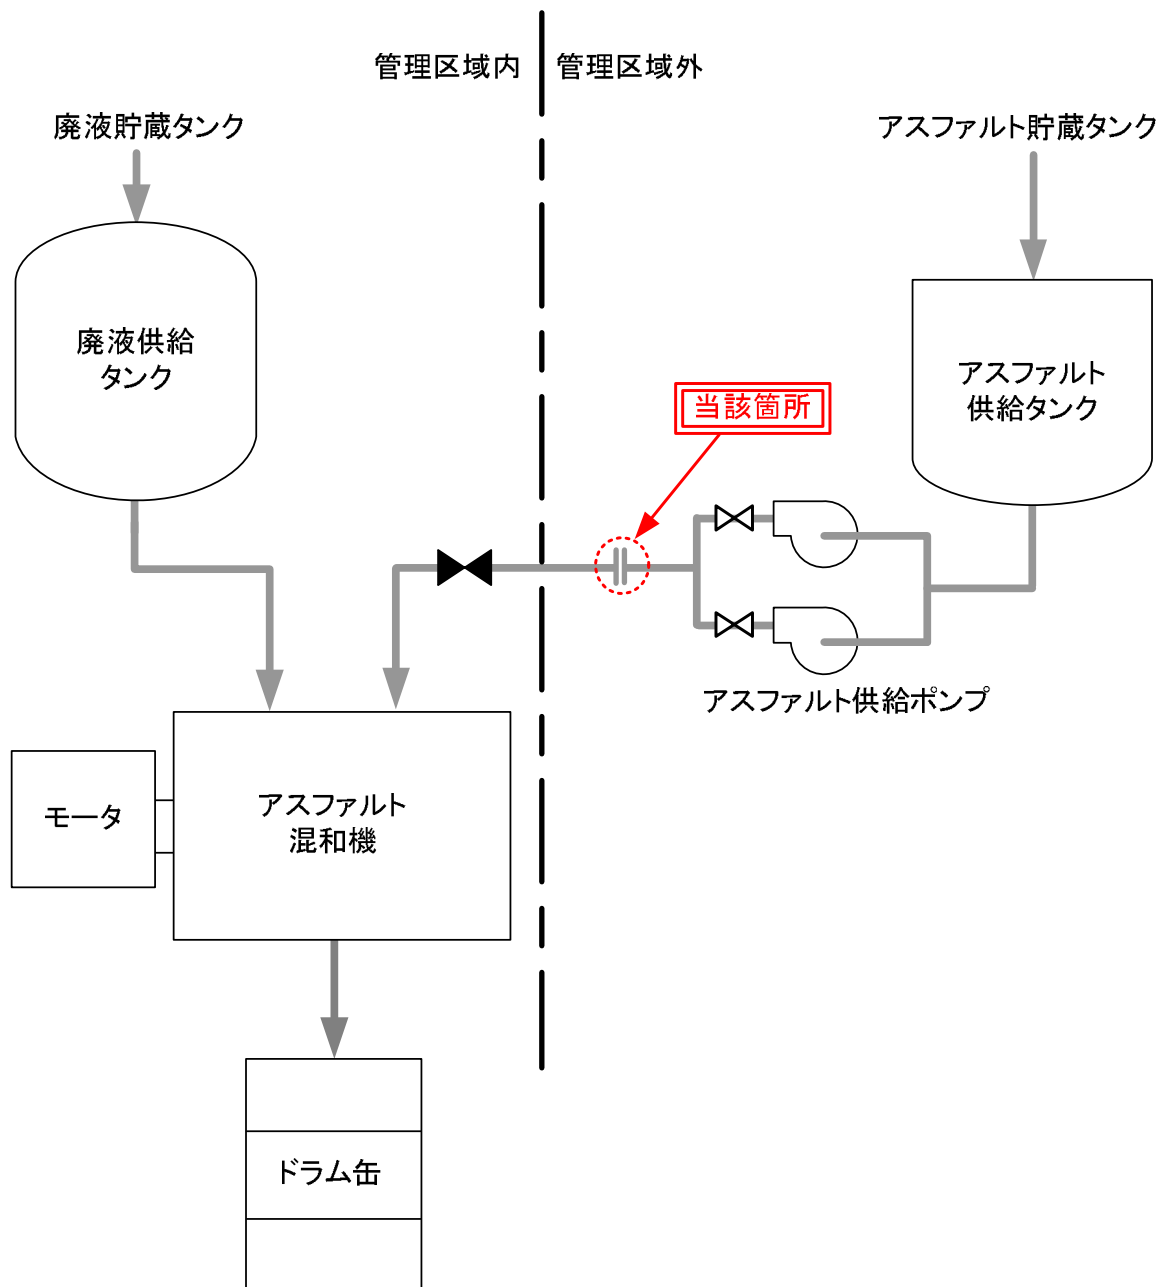 管理区域内
管理区域外
廃液貯蔵タンク
アスファルト貯蔵タンク
廃液供給
タンク
アスファルト
供給タンク
当該箇所
アスファルト供給ポンプ
モータ
アスファルト
混和機
ドラム缶